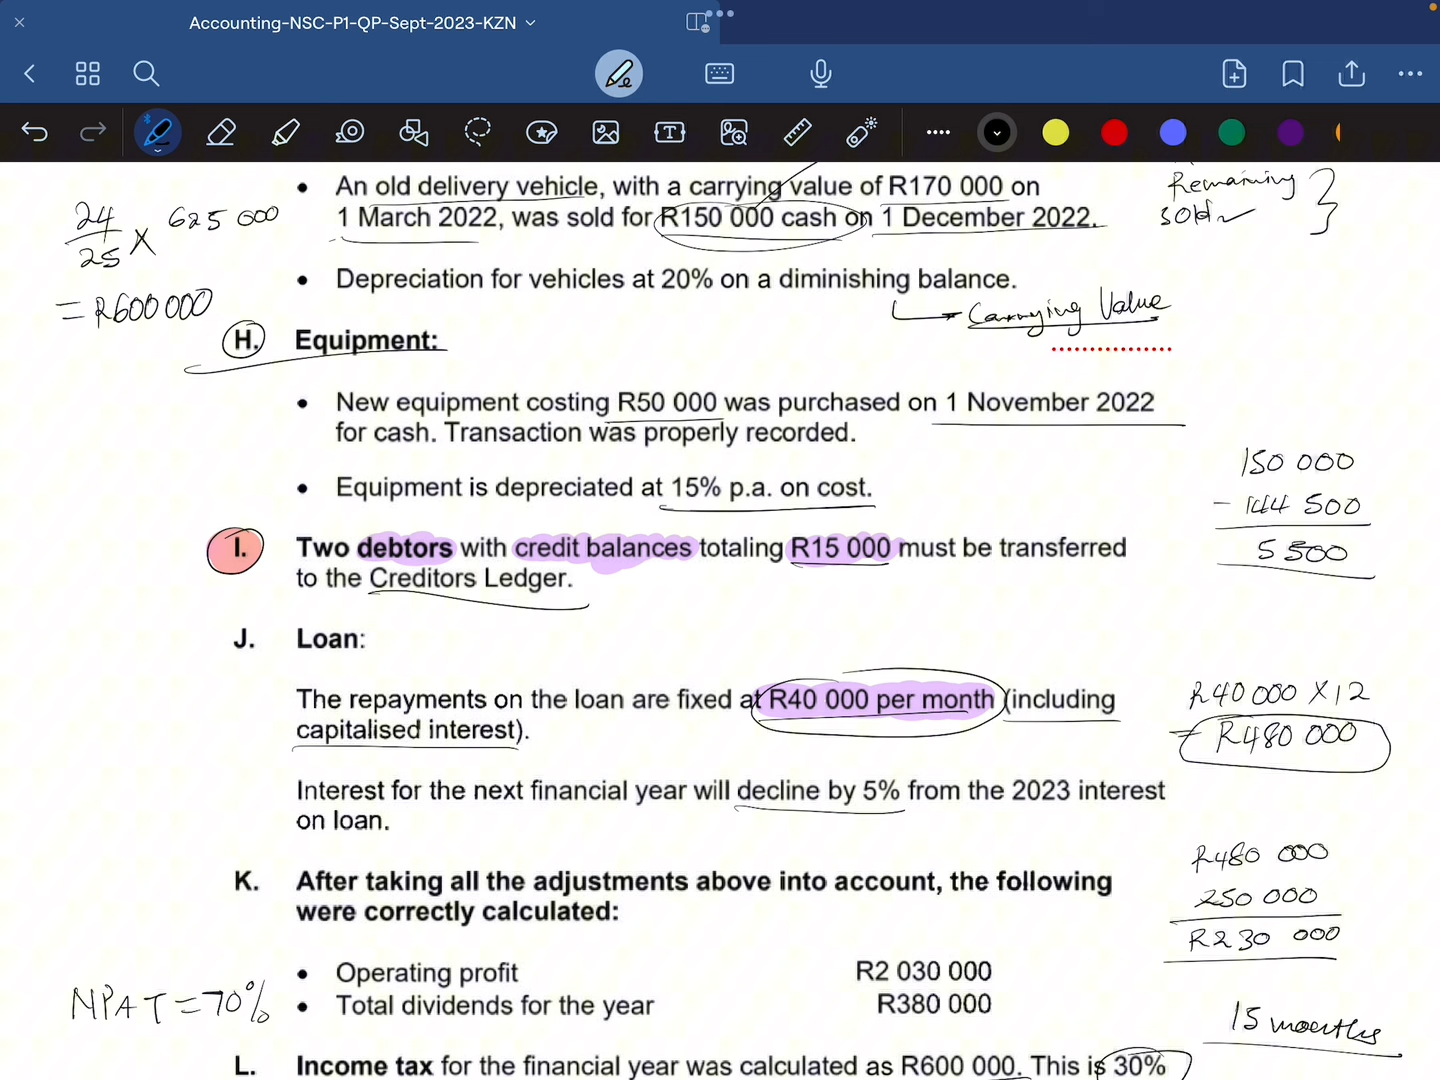 Accounting-NSC-P1-QP-Sept-2023-KZN
• An old delivery vehicle, with a carrying value of R170 000 on
1 March 2022, was sold for R150 000 cash on 1 December 2022.
Remaining
sold
24
25
× 625 000
= R600 000
• Depreciation for vehicles at 20% on a diminishing balance.
Carrying Value
H. Equipment:
• New equipment costing R50 000 was purchased on 1 November 2022
for cash. Transaction was properly recorded.
• Equipment is depreciated at 15% p.a. on cost.
150 000
- 144 500
5 500
I. Two debtors with credit balances totaling R15 000 must be transferred
to the Creditors Ledger.
J. Loan:
The repayments on the loan are fixed at R40 000 per month (including
capitalised interest).
R40 000 X12
= R480 000
Interest for the next financial year will decline by 5% from the 2023 interest
on loan.
R480 000
250 000
R230 000
K. After taking all the adjustments above into account, the following
were correctly calculated:
• Operating profit R2 030 000
• Total dividends for the year R380 000
NPAT = 70%
15 months
L. Income tax for the financial year was calculated as R600 000. This is 30%